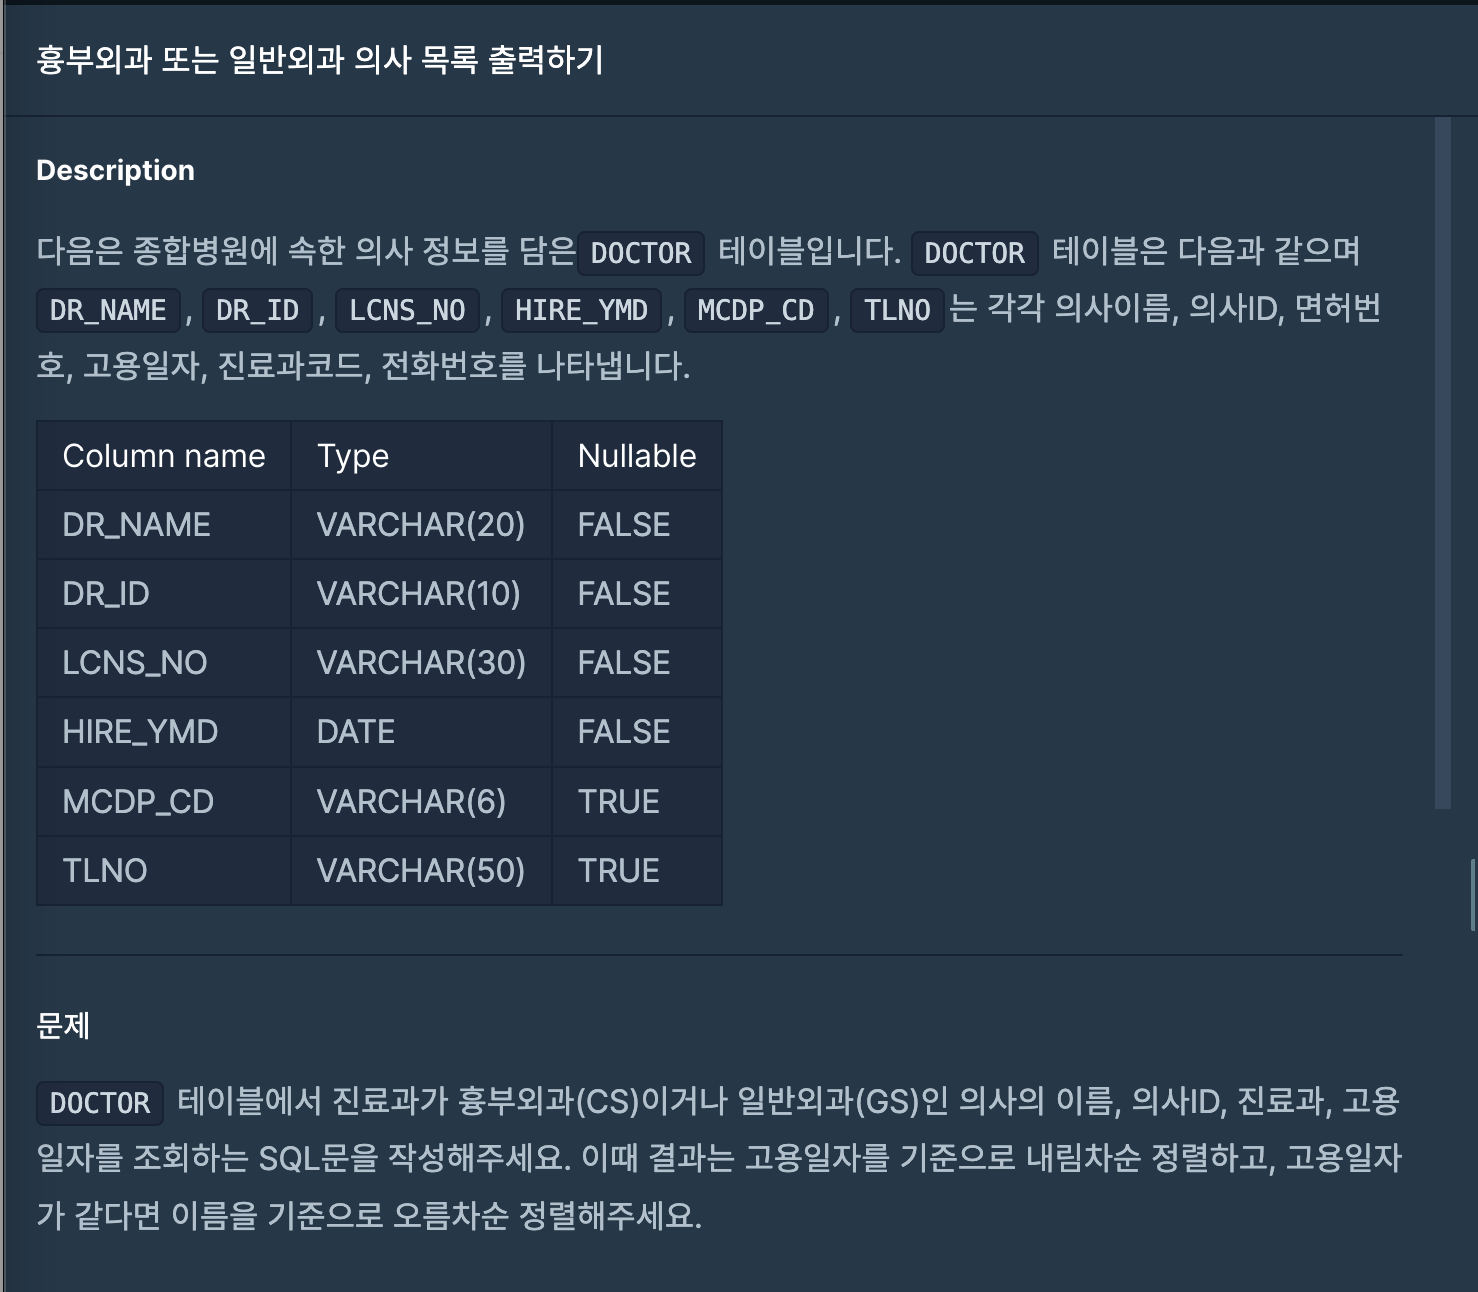 흉부외과 또는 일반외과 의사 목록 출력하기
Description
다음은 종합병원에 속한 의사 정보를 담은 DOCTOR 테이블입니다. DOCTOR 테이블은 다음과 같으며
DR_NAME, DR_ID, LCNS_NO, HIRE_YMD, MCDP_CD, TLNO는 각각 의사이름, 의사ID, 면허번
호, 고용일자, 진료과코드, 전화번호를 나타냅니다.
Column name Type Nullable
DR_NAME VARCHAR(20) FALSE
DR_ID VARCHAR(10) FALSE
LCNS_NO VARCHAR(30) FALSE
HIRE_YMD DATE FALSE
MCDP_CD VARCHAR(6) TRUE
TLNO VARCHAR(50) TRUE
문제
DOCTOR 테이블에서 진료과가 흉부외과(CS)이거나 일반외과(GS)인 의사의 이름, 의사ID, 진료과, 고용
일자를 조회하는 SQL문을 작성해주세요. 이때 결과는 고용일자를 기준으로 내림차순 정렬하고, 고용일자
가 같다면 이름을 기준으로 오름차순 정렬해주세요.